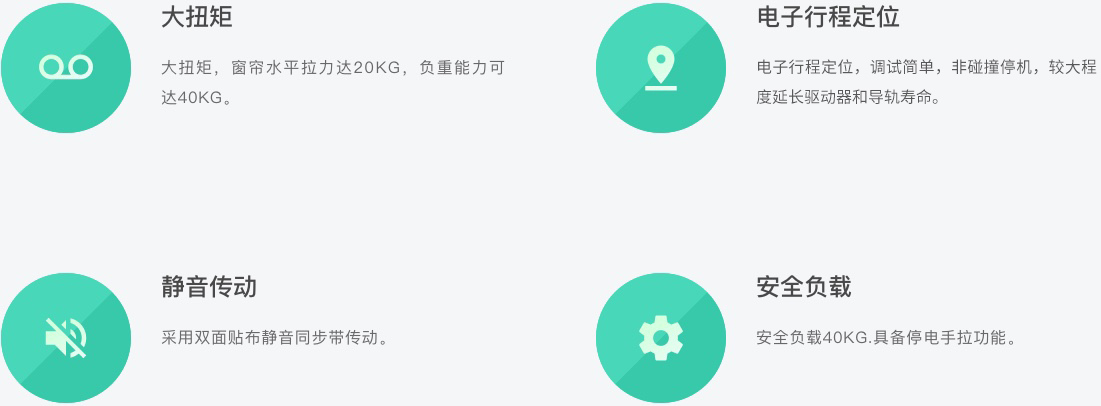 大扭矩
大扭矩，窗帘水平拉力达20KG，负重能力可
达40KG。
电子行程定位
电子行程定位，调试简单，非碰撞停机，较大程
度延长驱动器和导轨寿命。
静音传动
采用双面贴布静音同步带传动。
安全负载
安全负载40KG.具备停电手拉功能。